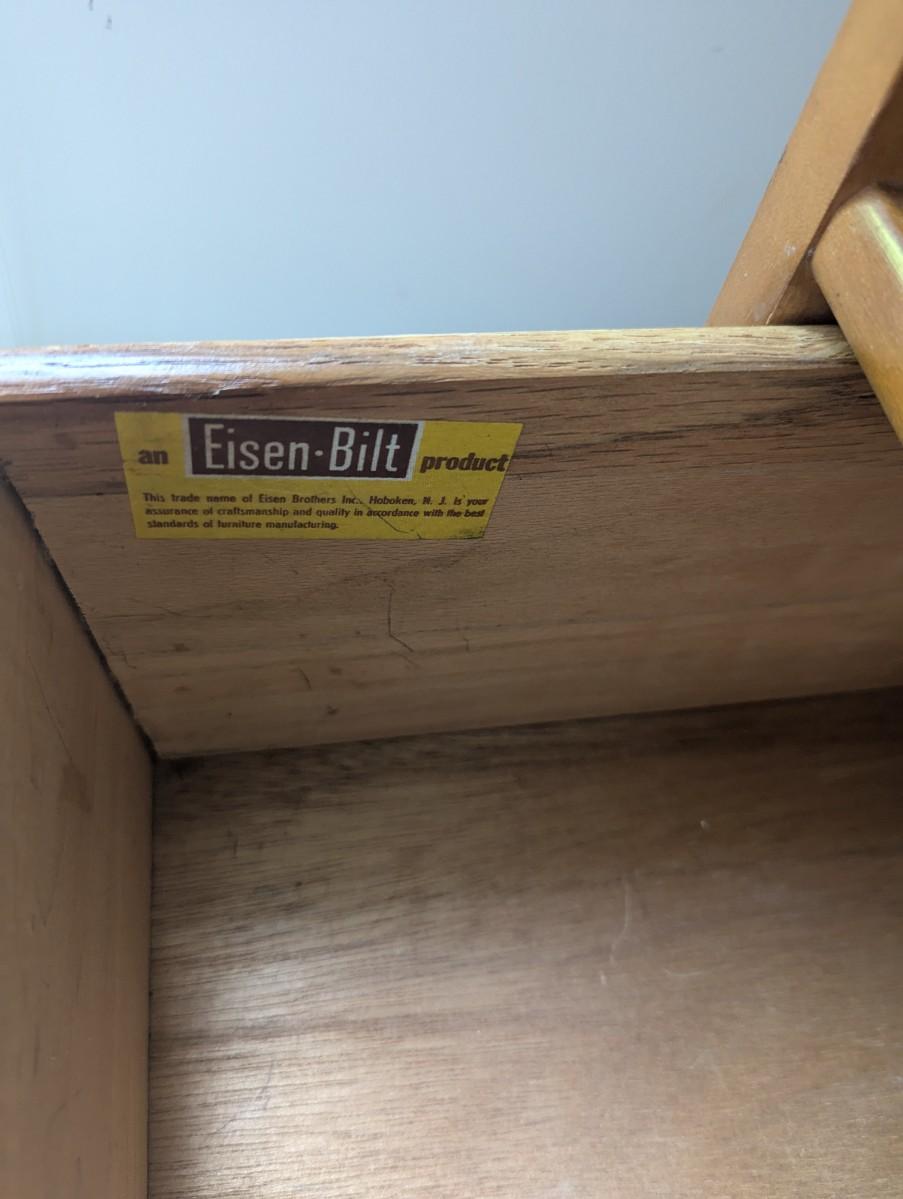 an Eisen·Bilt product
This trade name of Eisen Brothers Inc., Hoboken, N. J. is your
assurance of craftsmanship and quality in accordance with the best
standards of furniture manufacturing.